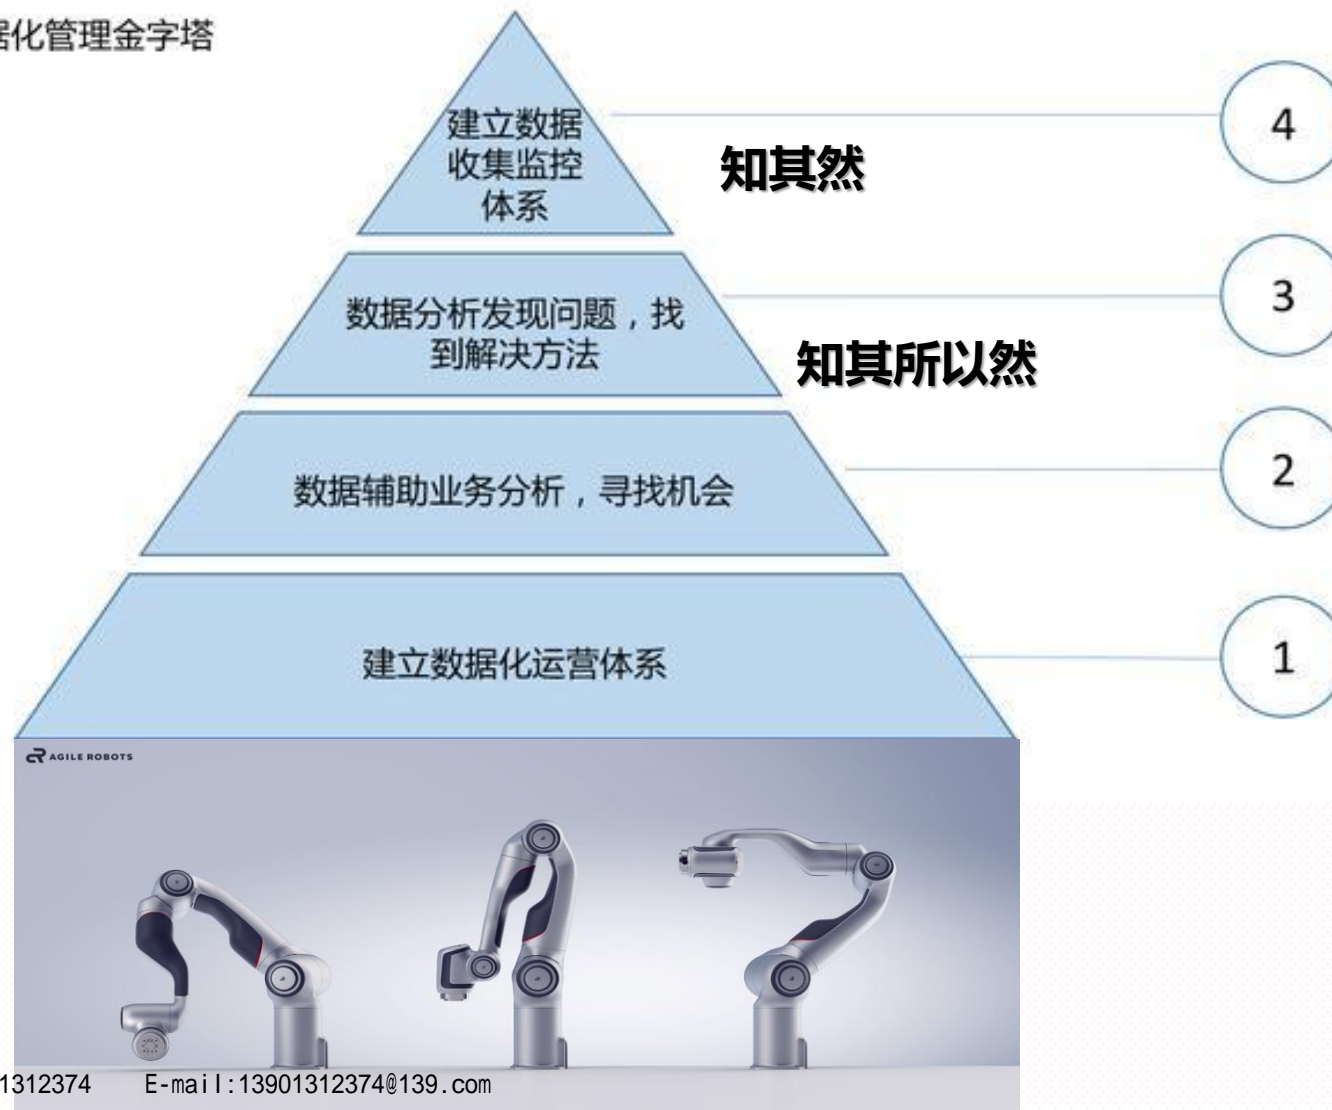 据化管理金字塔
建立数据
收集监控
体系
4
知其然
数据分析发现问题，找
到解决方法
3
知其所以然
数据辅助业务分析，寻找机会
2
建立数据化运营体系
1
AGILE ROBOTS
1312374 E-mail:13901312374@139.com